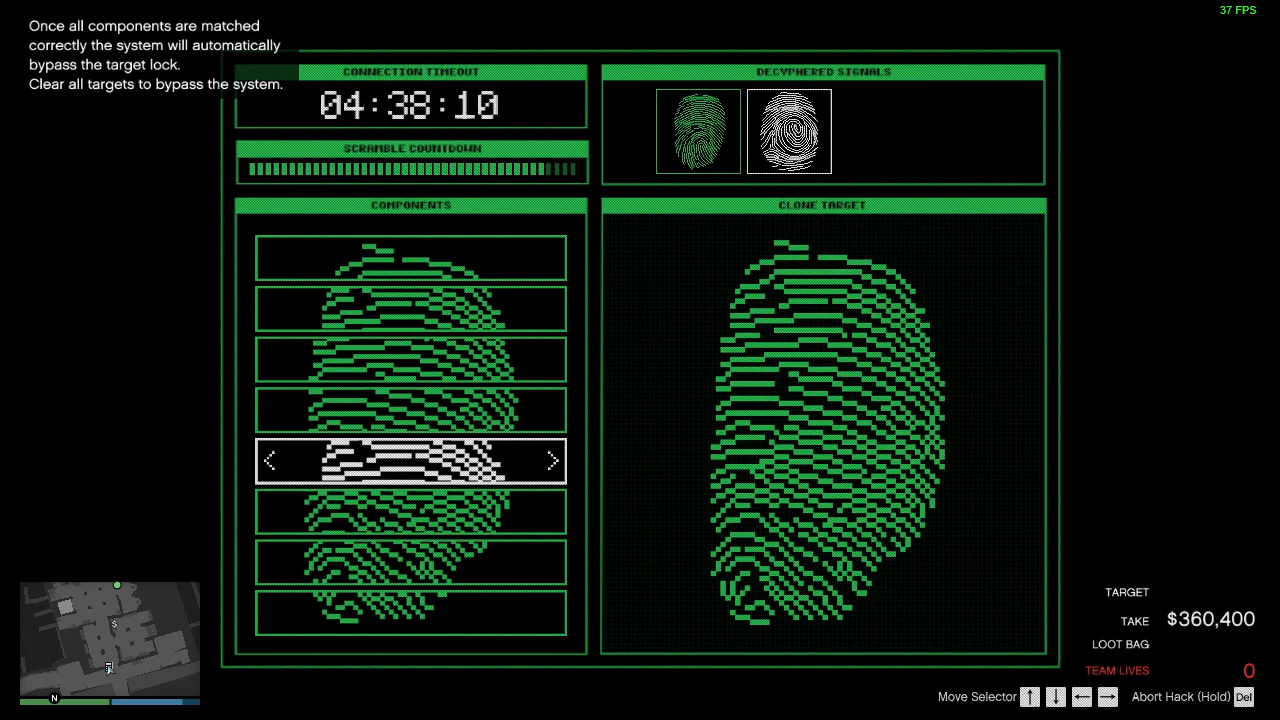 37 FPS
Once all components are matched
correctly the system will automatically
bypass the target lock.
Clear all targets to bypass the system.
CONNECTION TIMEOUT
04:38:10
DECYPHERED SIGNALS
SCRAMBLE COUNTDOWN
COMPONENTS
CLONE TARGET
TARGET
TAKE $360,400
LOOT BAG
TEAM LIVES 0
Move Selector ↑ ↓ ← → Abort Hack (Hold) Del
$
N